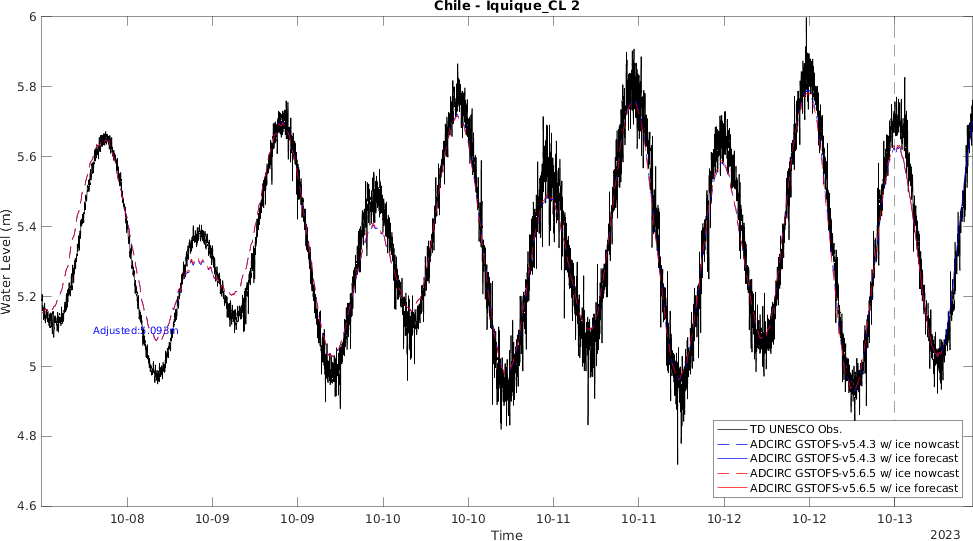 Chile - Iquique_CL 2
6
5.8
5.6
5.4
5.2
5
4.8
4.6
Water Level (m)
Adjusted:5.093m
TD UNESCO Obs.
ADCIRC GSTOFS-v5.4.3 w/ ice nowcast
ADCIRC GSTOFS-v5.4.3 w/ ice forecast
ADCIRC GSTOFS-v5.6.5 w/ ice nowcast
ADCIRC GSTOFS-v5.6.5 w/ ice forecast
10-08 10-09 10-09 10-10 10-10 10-11 10-11 10-12 10-12 10-13
Time
2023